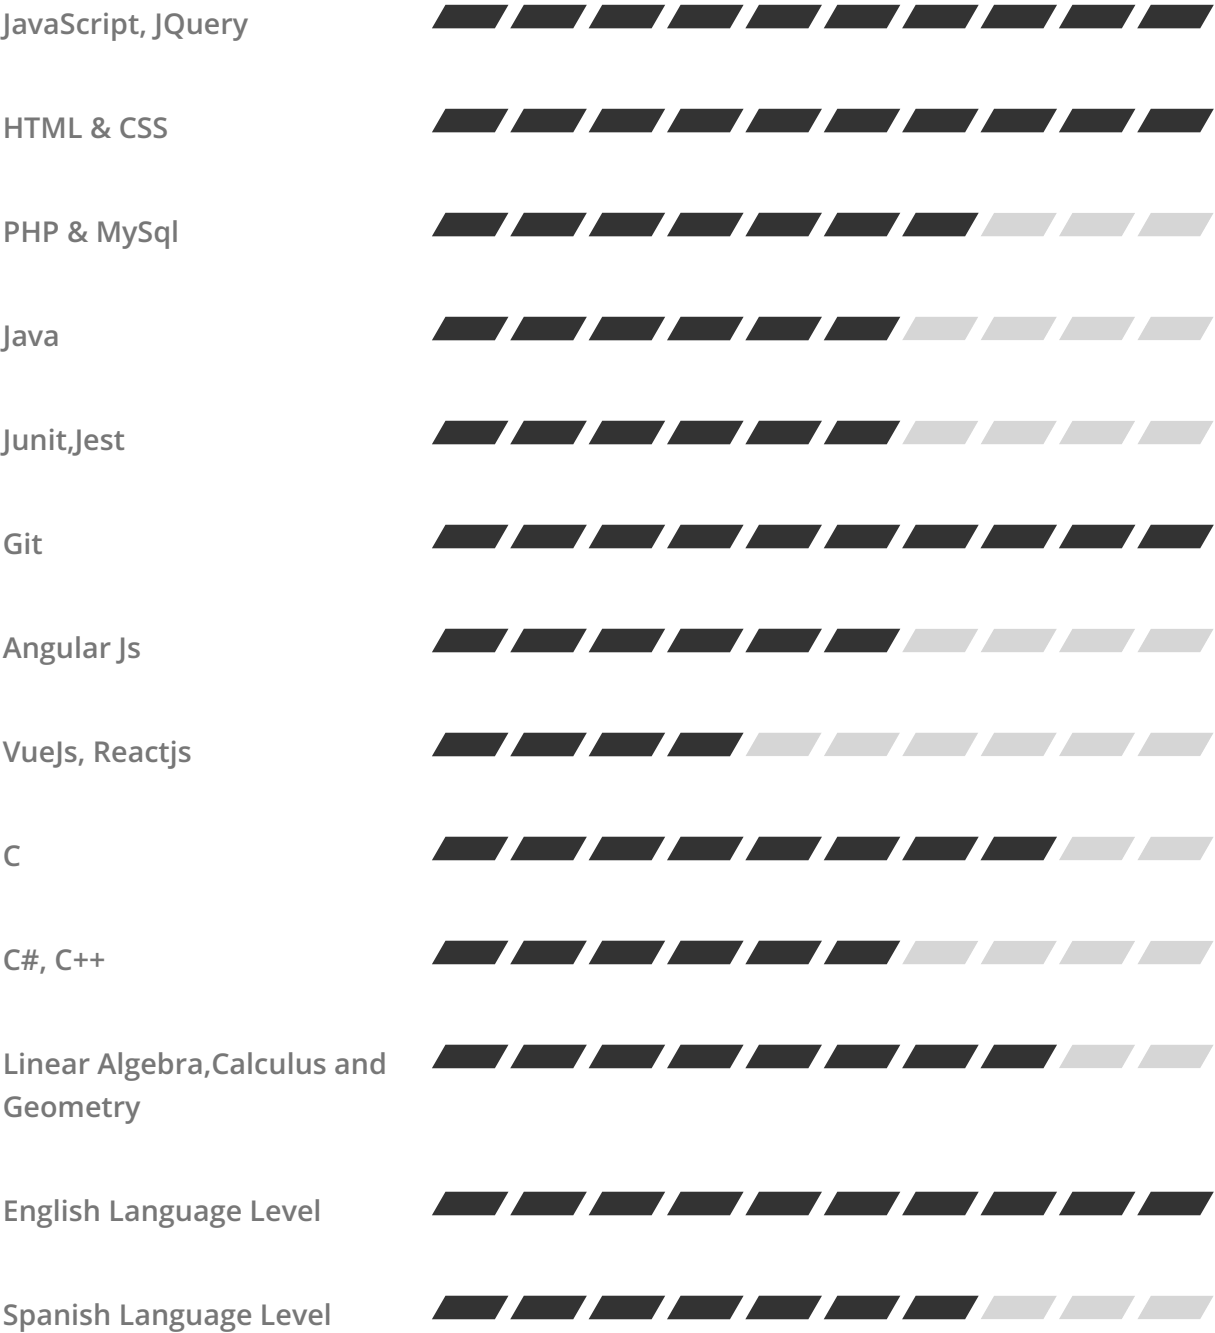 JavaScript, JQuery
HTML & CSS
PHP & MySql
Java
Junit,Jest
Git
Angular Js
VueJs, Reactjs
C
C#, C++
Linear Algebra,Calculus and
Geometry
English Language Level
Spanish Language Level